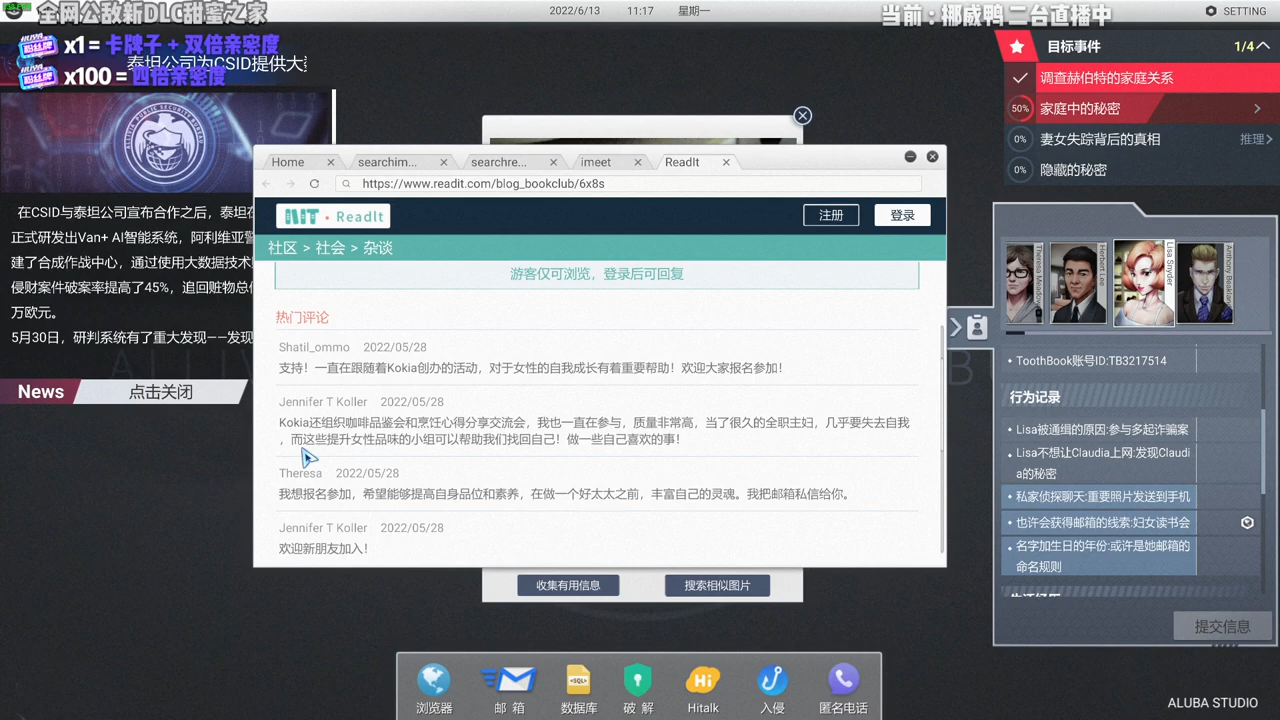 全网公敌新DLC甜蜜之家
2022/6/13 11:17 星期一
当前:挪威鸭 二台直播中
SETTING
x1= 卡牌子 + 双倍亲密度
x100 = 四倍亲密度
泰坦公司为CSID提供大
在CSID与泰坦公司宣布合作之后,泰坦在
正式研发出Van+ AI智能系统,阿利维亚警
建了合成作战中心,通过使用大数据技术
侵财案件破案率提高了45%,追回赃物总
万欧元。
5月30日,研判系统有了重大发现——发现
News 点击关闭
Home
searchim...
searchre...
imeet
ReadIt
https://www.readit.com/blog_bookclub/6x8s
ReadIt
注册
登录
社区 > 社会 > 杂谈
游客仅可浏览,登录后可回复
热门评论
Shatil_ommo 2022/05/28
支持!一直在跟随着Kokia创办的活动,对于女性的自我成长有着重要帮助!欢迎大家报名参加!
Jennifer T Koller 2022/05/28
Kokia还组织咖啡品鉴会和烹饪心得分享交流会,我也一直在参与,质量非常高,当了很久的全职主妇,几乎要失去自我
,而这些提升女性品味的小组可以帮助我们找回自己!做一些自己喜欢的事!
Theresa 2022/05/28
我想报名参加,希望能够提高自身品位和素养,在做一个好太太之前,丰富自己的灵魂。我把邮箱私信给你。
Jennifer T Koller 2022/05/28
欢迎新朋友加入!
收集有用信息
搜索相似图片
目标事件 1/4
调查赫伯特的家庭关系
50% 家庭中的秘密
0% 妻女失踪背后的真相 推理
0% 隐藏的秘密
Herbert Lee
Lisa Snyder
ToothBook账号ID:TB3217514
行为记录
Lisa被通缉的原因:参与多起诈骗案
Lisa不想让Claudia上网:发现Claudi
a的秘密
私家侦探聊天:重要照片发送到手机
也许会获得邮箱的线索:妇女读书会
名字加生日的年份:或许是她邮箱的
命名规则
提交信息
浏览器
邮 箱
数据库
破 解
Hitalk
入侵
匿名电话
ALUBA STUDIO